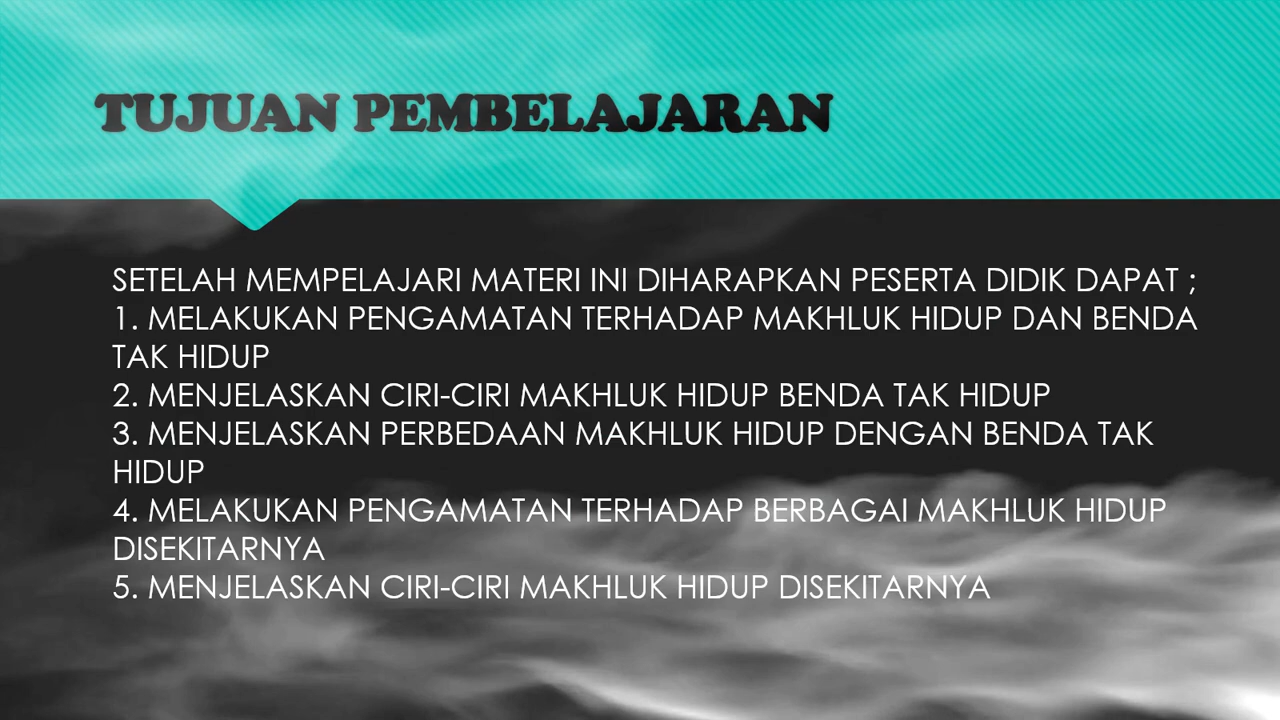 TUJUAN PEMBELAJARAN
SETELAH MEMPELAJARI MATERI INI DIHARAPKAN PESERTA DIDIK DAPAT ;
1. MELAKUKAN PENGAMATAN TERHADAP MAKHLUK HIDUP DAN BENDA
TAK HIDUP
2. MENJELASKAN CIRI-CIRI MAKHLUK HIDUP BENDA TAK HIDUP
3. MENJELASKAN PERBEDAAN MAKHLUK HIDUP DENGAN BENDA TAK
HIDUP
4. MELAKUKAN PENGAMATAN TERHADAP BERBAGAI MAKHLUK HIDUP
DISEKITARNYA
5. MENJELASKAN CIRI-CIRI MAKHLUK HIDUP DISEKITARNYA